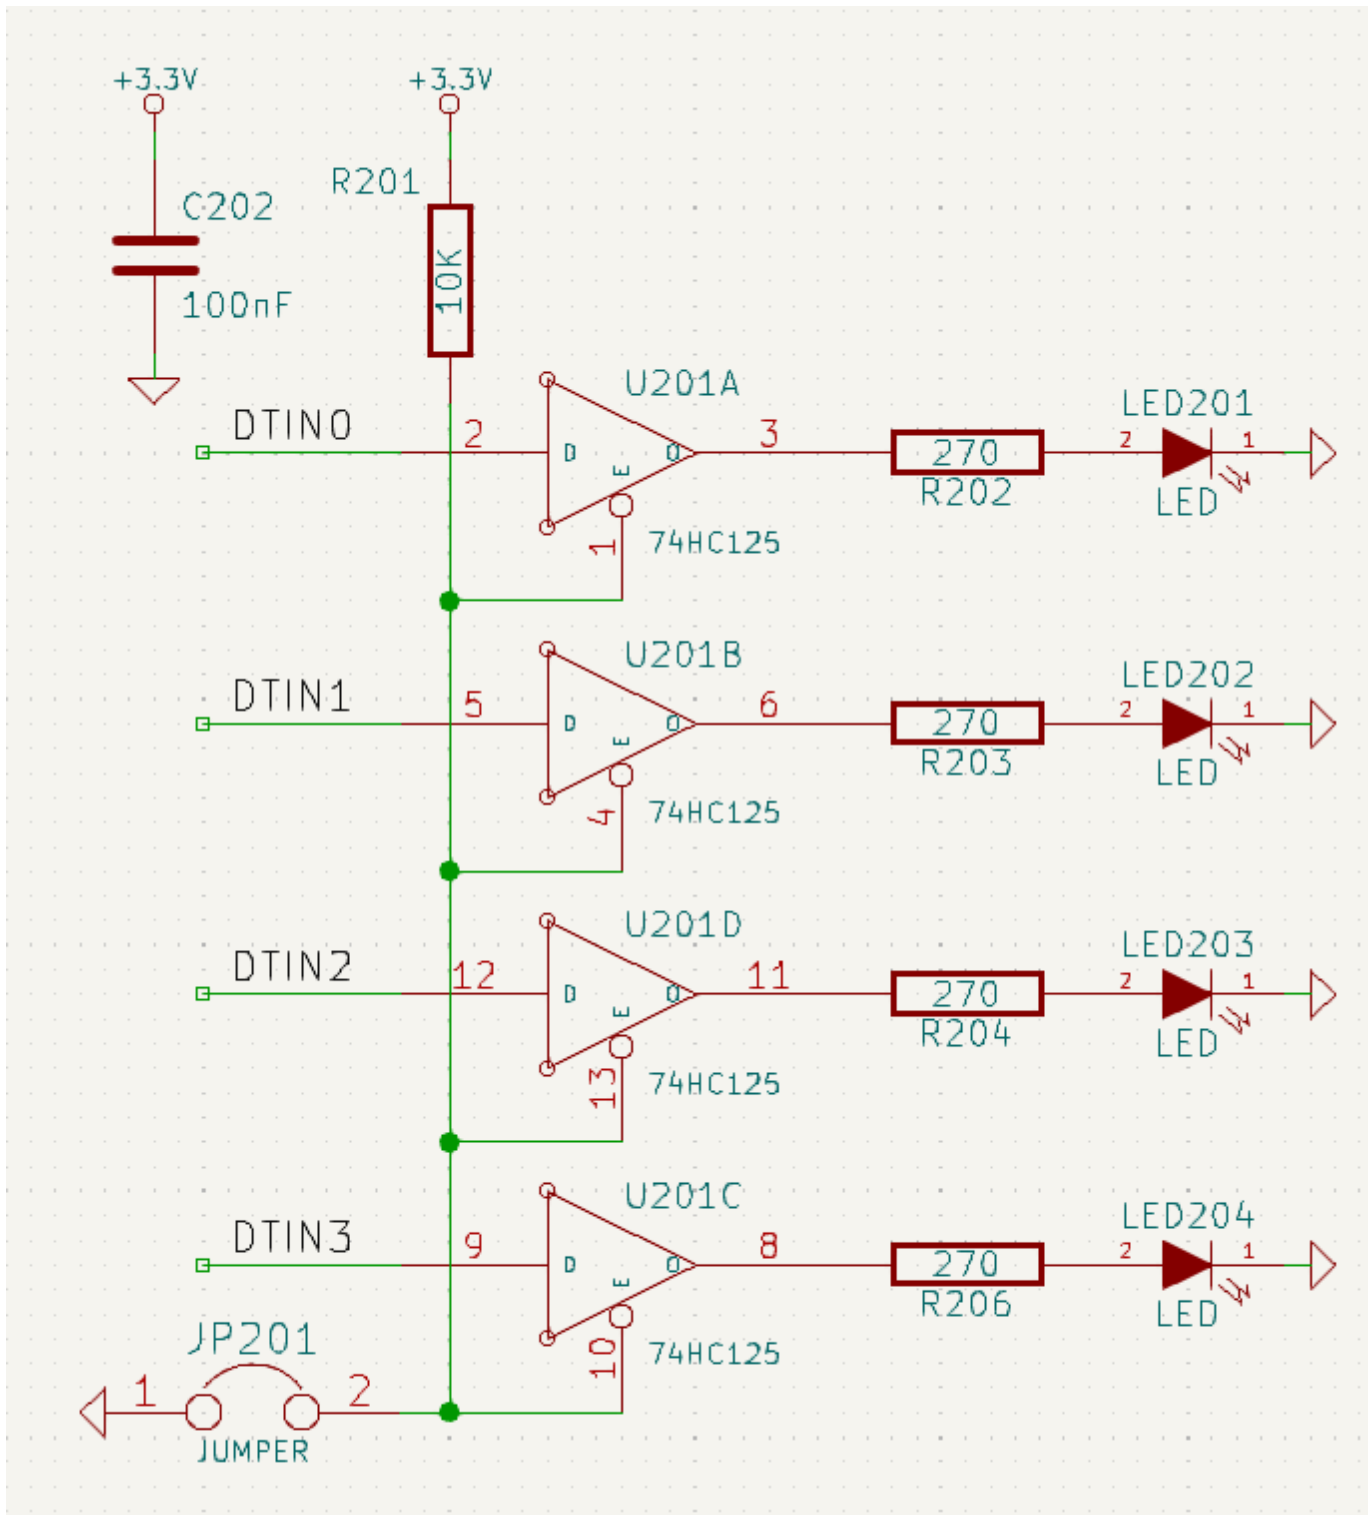 +3.3V
+3.3V
R201
C202
10K
100nF
DTIN0
2
D
E
O
1
U201A
74HC125
3
270
R202
LED201
2
1
LED
DTIN1
5
D
E
O
4
U201B
74HC125
6
270
R203
LED202
2
1
LED
DTIN2
12
D
E
O
13
U201D
74HC125
11
270
R204
LED203
2
1
LED
DTIN3
9
D
E
O
10
U201C
74HC125
8
270
R206
LED204
2
1
LED
JP201
1
2
JUMPER